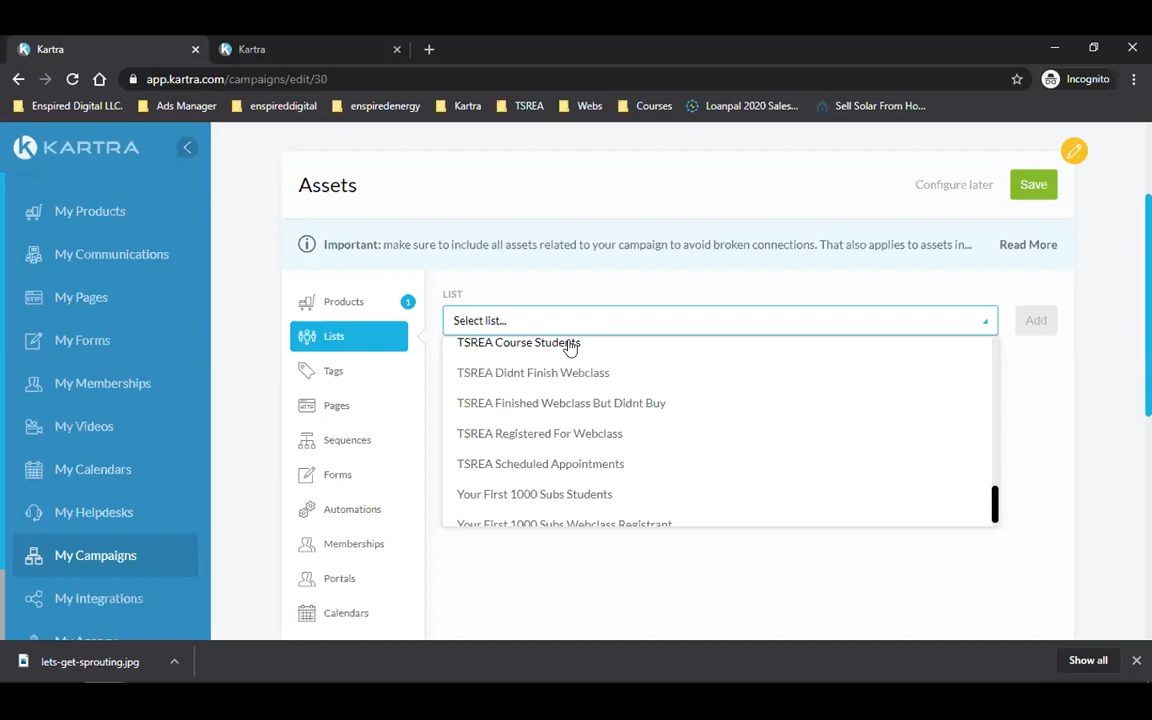 Kartra
Kartra
app.kartra.com/campaigns/edit/30
Incognito
Enspired Digital LLC.
Ads Manager
enspireddigital
enspiredenergy
Kartra
TSREA
Webs
Courses
Loanpal 2020 Sales...
Sell Solar From Ho...
KARTRA
My Products
My Communications
My Pages
My Forms
My Memberships
My Videos
My Calendars
My Helpdesks
My Campaigns
My Integrations
Assets
Configure later
Save
Important: make sure to include all assets related to your campaign to avoid broken connections. That also applies to assets in...
Read More
Products
1
Lists
Tags
Pages
Sequences
Forms
Automations
Memberships
Portals
Calendars
LIST
Select list...
Add
TSREA Course Students
TSREA Didnt Finish Webclass
TSREA Finished Webclass But Didnt Buy
TSREA Registered For Webclass
TSREA Scheduled Appointments
Your First 1000 Subs Students
Your First 1000 Subs Webclass Registrant
lets-get-sprouting.jpg
Show all